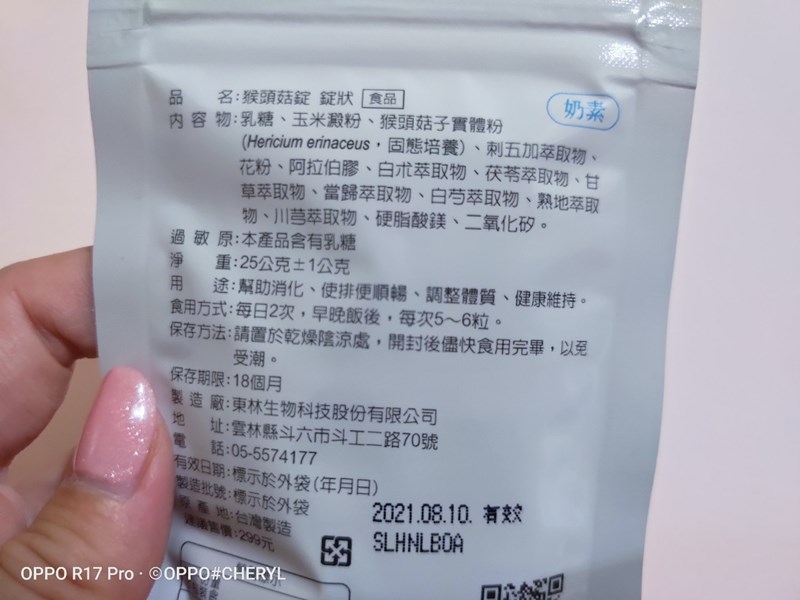 品 名:猴頭菇錠 錠狀 食品
奶素
內容物:乳糖、玉米澱粉、猴頭菇子實體粉
(Hericium erinaceus，固態培養)、刺五加萃取物、
花粉、阿拉伯膠、白朮萃取物、茯苓萃取物、甘
草萃取物、當歸萃取物、白芍萃取物、熟地萃取
物、川芎萃取物、硬脂酸鎂、二氧化矽。
過敏原:本產品含有乳糖
淨 重:25公克±1公克
用 途:幫助消化、使排便順暢、調整體質、健康維持。
食用方式:每日2次，早晚飯後，每次5～6粒。
保存方法:請置於乾燥陰涼處，開封後儘快食用完畢，以至
受潮。
保存期限:18個月
製造廠:東林生物科技股份有限公司
地 址:雲林縣斗六市斗工二路70號
電 話:05-5574177
有效日期:標示於外袋(年月日)
製造批號:標示於外袋
原產地:台灣製造
建議售價:299元
2021.08.10. 有效
SLHNLB0A
OPPO R17 Pro · ©OPPO#CHERYL